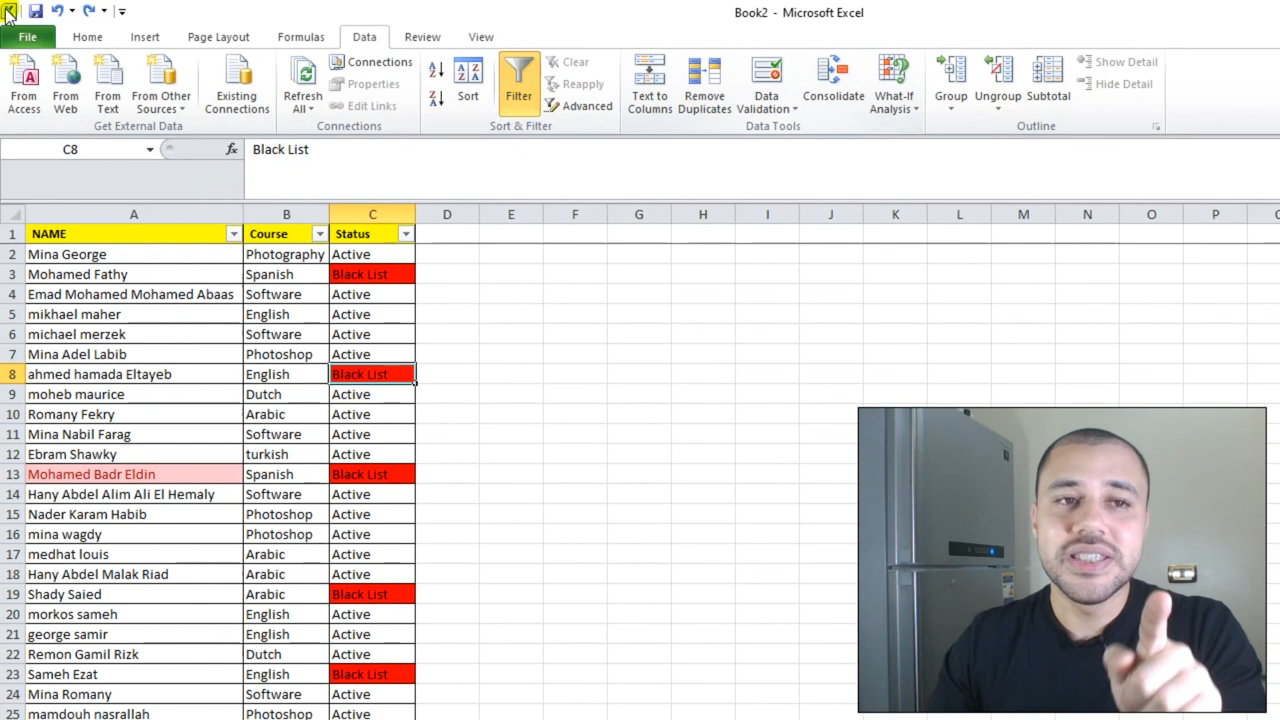 Book2 - Microsoft Excel
File Home Insert Page Layout Formulas Data Review View
From Access
From Web
From Text
From Other Sources
Existing Connections
Get External Data
Refresh All
Connections
Properties
Edit Links
Connections
Sort
Filter
Clear
Reapply
Advanced
Sort & Filter
Text to Columns
Remove Duplicates
Data Validation
Consolidate
What-If Analysis
Data Tools
Group
Ungroup
Subtotal
Show Detail
Hide Detail
Outline
C8 fx Black List
A B C D E F G H I J K L M N O P
1 NAME Course Status
2 Mina George Photography Active
3 Mohamed Fathy Spanish Black List
4 Emad Mohamed Mohamed Abaas Software Active
5 mikhael maher English Active
6 michael merzek Software Active
7 Mina Adel Labib Photoshop Active
8 ahmed hamada Eltayeb English Black List
9 moheb maurice Dutch Active
10 Romany Fekry Arabic Active
11 Mina Nabil Farag Software Active
12 Ebram Shawky turkish Active
13 Mohamed Badr Eldin Spanish Black List
14 Hany Abdel Alim Ali El Hemaly Software Active
15 Nader Karam Habib Photoshop Active
16 mina wagdy Photoshop Active
17 medhat louis Arabic Active
18 Hany Abdel Malak Riad Arabic Active
19 Shady Saied Arabic Black List
20 morkos sameh English Active
21 george samir English Active
22 Remon Gamil Rizk Dutch Active
23 Sameh Ezat English Black List
24 Mina Romany Software Active
25 mamdouh nasrallah Photoshop Active